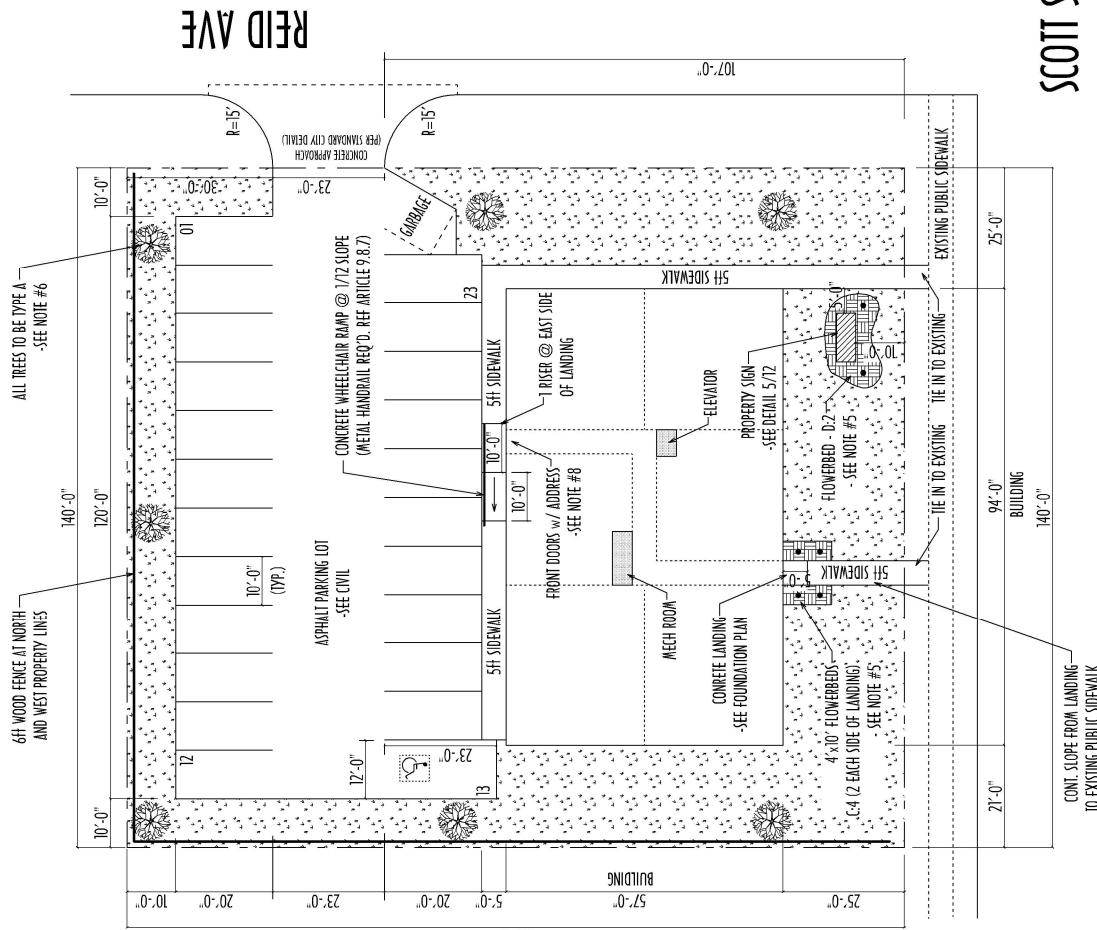 REID AVE
SCOTT S
107'-0"
R=15'
R=15'
CONCRETE APPROACH
(PER STANDARD CITY DETAIL)
ALL TREES TO BE TYPE A
-SEE NOTE #6
6ft WOOD FENCE AT NORTH
AND WEST PROPERTY LINES
140'-0"
120'-0"
10'-0"
10'-0"
30'-0"
23'-0"
GARBAGE
01
12
13
23
10'-0"
(TYP.)
ASPHALT PARKING LOT
-SEE CIVIL
CONCRETE WHEELCHAIR RAMP @ 1/12 SLOPE
(METAL HANDRAIL REQ'D. REF ARTICLE 9.8.7)
12'-0"
23'-0"
5ft SIDEWALK
5ft SIDEWALK
5ft SIDEWALK
5ft SIDEWALK
1 RISER @ EAST SIDE
OF LANDING
10'-0"
10'-0"
FRONT DOORS w/ ADDRESS
-SEE NOTE #8
ELEVATOR
MECH ROOM
PROPERTY SIGN
-SEE DETAIL 5/12
FLOWERBED - D:2
-SEE NOTE #5
5'-0"
10'-0"
CONRETE LANDING
-SEE FOUNDATION PLAN
5'-0"
4'x10' FLOWERBEDS
-C:4 (2 EACH SIDE OF LANDING)
-SEE NOTE #5
EXISTING PUBLIC SIDEWALK
TIE IN TO EXISTING
TIE IN TO EXISTING
CONT. SLOPE FROM LANDING
TO EXISTING PUBLIC SIDEWALK
25'-0"
94'-0"
BUILDING
140'-0"
21'-0"
BUILDING
10'-0"
20'-0"
23'-0"
20'-0"
5'-0"
57'-0"
25'-0"